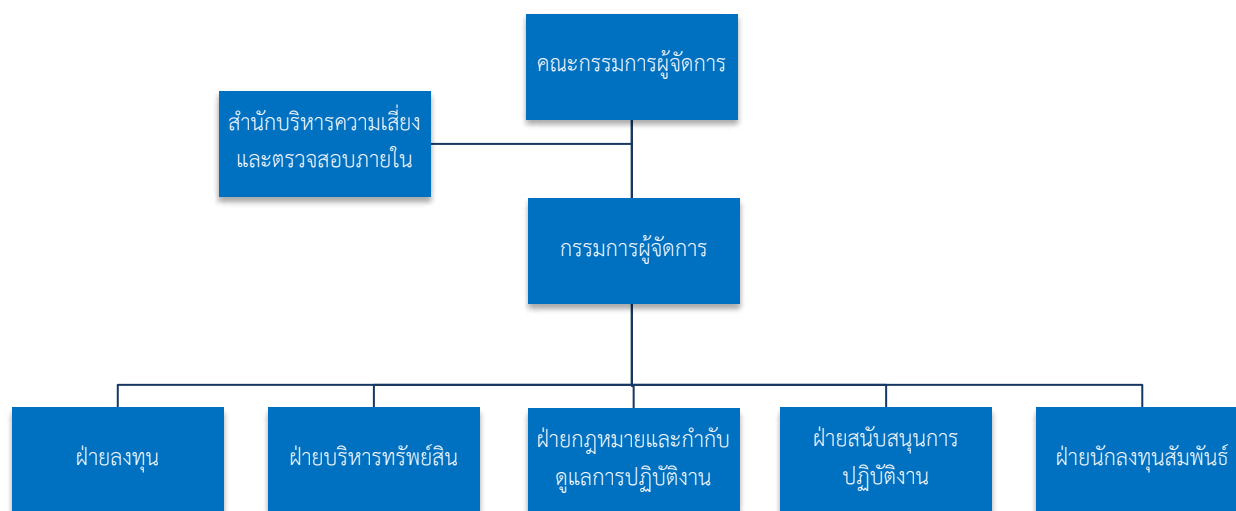 คณะกรรมการผู้จัดการ
สำนักบริหารความเสี่ยง
และตรวจสอบภายใน
กรรมการผู้จัดการ
ฝ่ายลงทุน
ฝ่ายบริหารทรัพย์สิน
ฝ่ายกฎหมายและกำกับ
ดูแลการปฏิบัติงาน
ฝ่ายสนับสนุนการ
ปฏิบัติงาน
ฝ่ายนักลงทุนสัมพันธ์